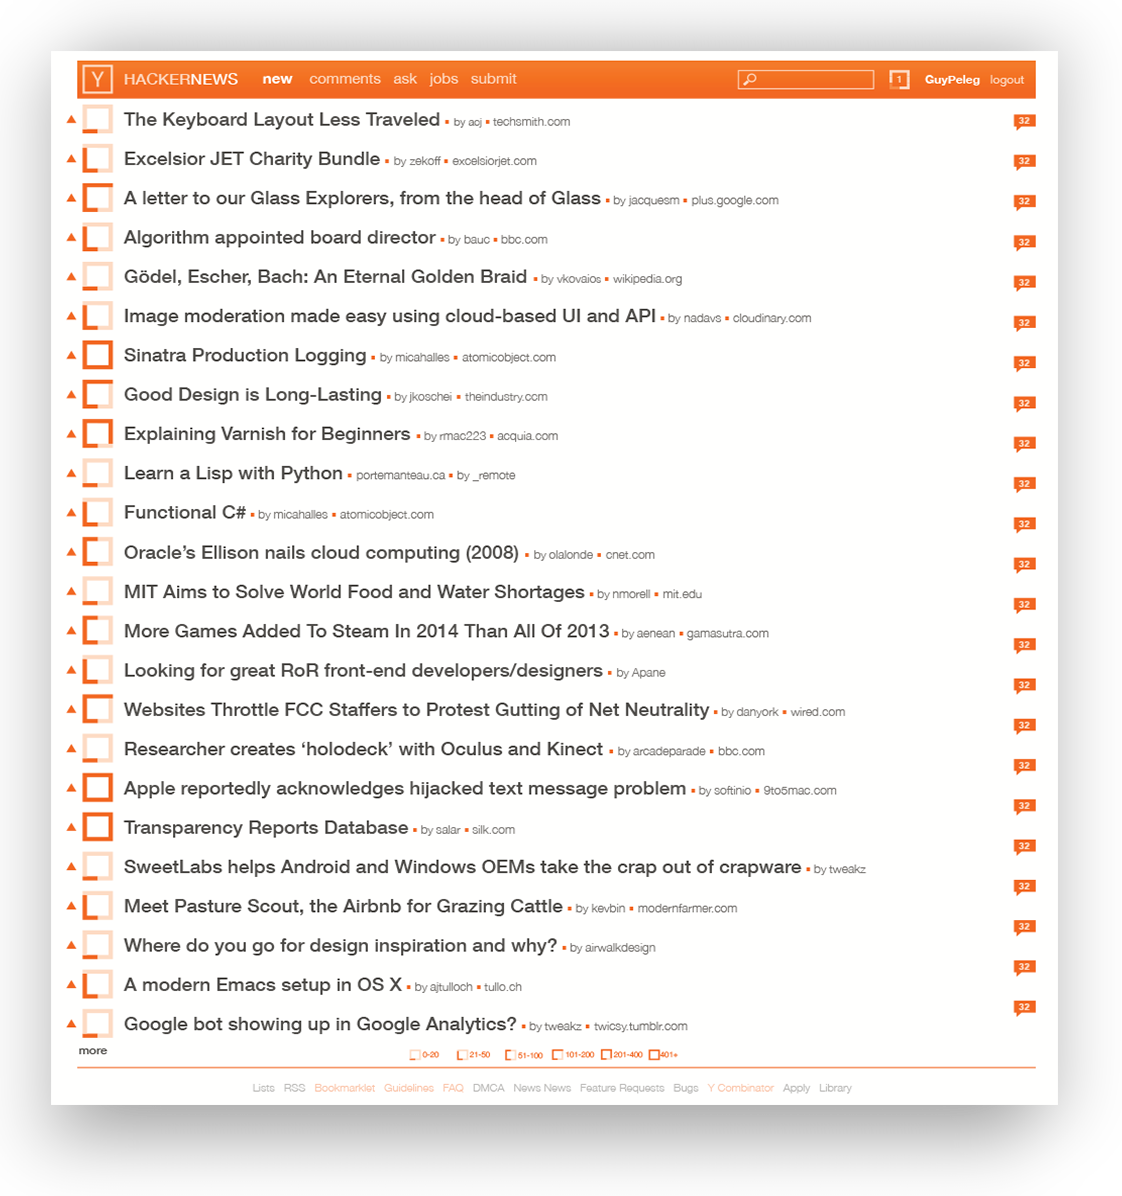 Y HACKERNEWS new comments ask jobs submit 1 GuyPeleg logout
The Keyboard Layout Less Traveled ▪ by aoj ▪ techsmith.com 32
Excelsior JET Charity Bundle ▪ by zekoff ▪ excelsiorjet.com 32
A letter to our Glass Explorers, from the head of Glass ▪ by jacquesm ▪ plus.google.com 32
Algorithm appointed board director ▪ by bauc ▪ bbc.com 32
Gödel, Escher, Bach: An Eternal Golden Braid ▪ by vkovaios ▪ wikipedia.org 32
Image moderation made easy using cloud-based UI and API ▪ by nadavs ▪ cloudinary.com 32
Sinatra Production Logging ▪ by micahalles ▪ atomicobject.com 32
Good Design is Long-Lasting ▪ by jkoschei ▪ theindustry.com 32
Explaining Varnish for Beginners ▪ by rmac223 ▪ acquia.com 32
Learn a Lisp with Python ▪ portemanteau.ca ▪ by _remote 32
Functional C# ▪ by micahalles ▪ atomicobject.com 32
Oracle’s Ellison nails cloud computing (2008) ▪ by olalonde ▪ cnet.com 32
MIT Aims to Solve World Food and Water Shortages ▪ by nmorell ▪ mit.edu 32
More Games Added To Steam In 2014 Than All Of 2013 ▪ by aenean ▪ gamasutra.com 32
Looking for great RoR front-end developers/designers ▪ by Apane 32
Websites Throttle FCC Staffers to Protest Gutting of Net Neutrality ▪ by danyork ▪ wired.com 32
Researcher creates ‘holodeck’ with Oculus and Kinect ▪ by arcadeparade ▪ bbc.com 32
Apple reportedly acknowledges hijacked text message problem ▪ by softinio ▪ 9to5mac.com 32
Transparency Reports Database ▪ by salar ▪ silk.com 32
SweetLabs helps Android and Windows OEMs take the crap out of crapware ▪ by tweakz 32
Meet Pasture Scout, the Airbnb for Grazing Cattle ▪ by kevbin ▪ modernfarmer.com 32
Where do you go for design inspiration and why? ▪ by airwalkdesign 32
A modern Emacs setup in OS X ▪ by ajtulloch ▪ tullo.ch 32
Google bot showing up in Google Analytics? ▪ by tweakz ▪ twicsy.tumblr.com
more 0-20 21-50 51-100 101-200 201-400 401+
Lists RSS Bookmarklet Guidelines FAQ DMCA News News Feature Requests Bugs Y Combinator Apply Library